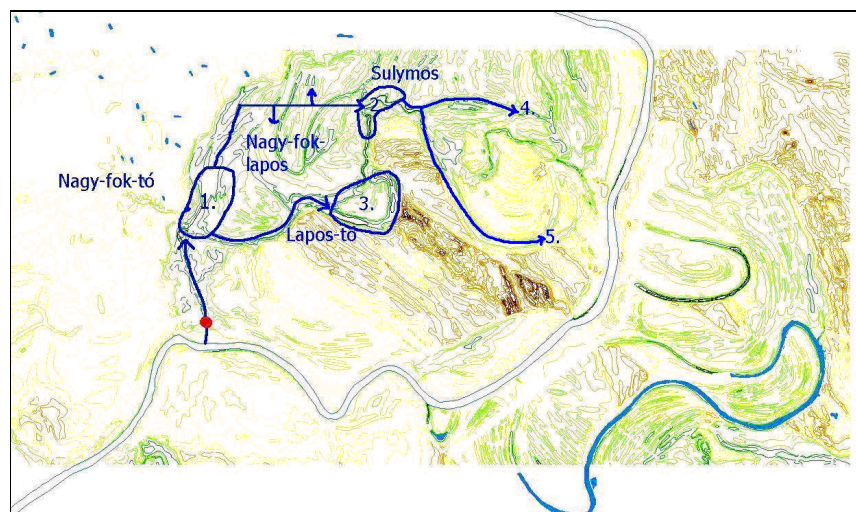 Sulymos
2.
4.
Nagy-fok-
lapos
Nagy-fok-tó
1.
3.
Lapos-tó
5.